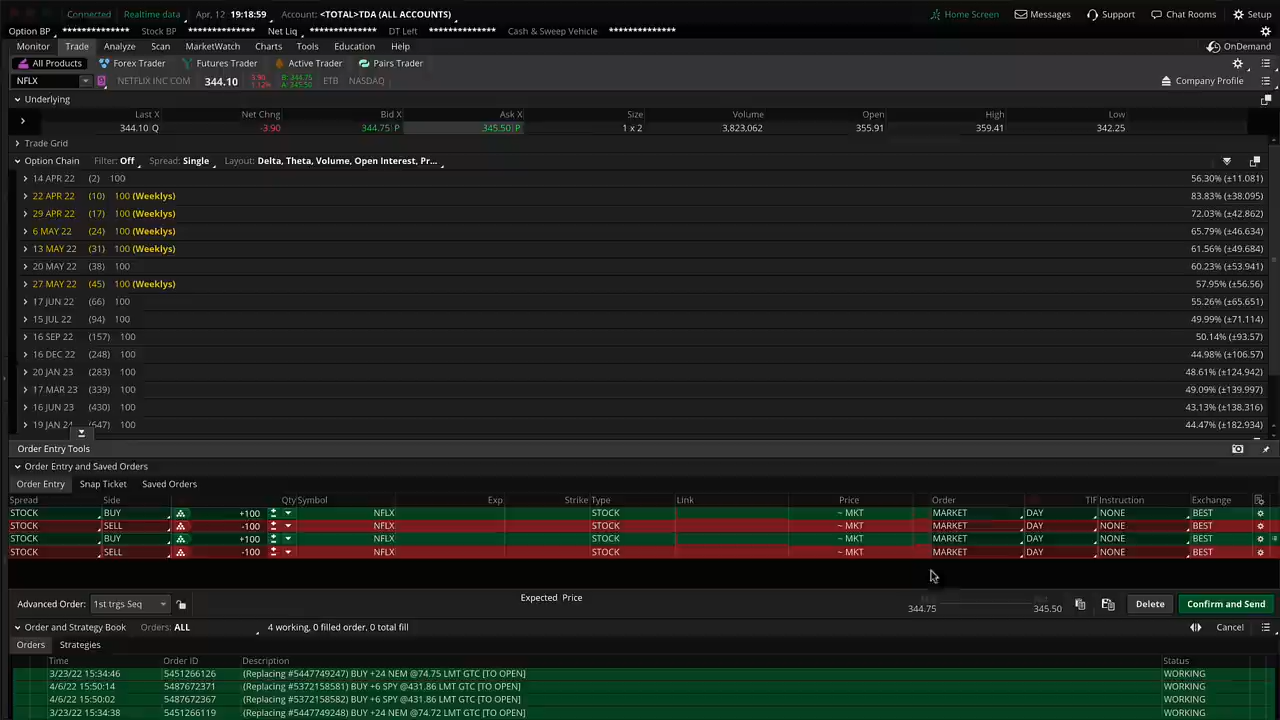 Connected Realtime data Apr, 12 19:18:59 Account: <TOTAL>TDA (ALL ACCOUNTS) Home Screen Messages Support Chat Rooms Setup
Option BP ************** Stock BP ************** Net Liq ************** DT Left ************** Cash & Sweep Vehicle **************
Monitor Trade Analyze Scan MarketWatch Charts Tools Education Help OnDemand
All Products Forex Trader Futures Trader Active Trader Pairs Trader
NFLX NETFLIX INC COM 344.10 -3.90 -1.12% B: 344.75 A: 345.50 ETB NASDAQ Company Profile
Underlying
Last X Net Chng Bid X Ask X Size Volume Open High Low
344.10 Q -3.90 344.75 P 345.50 P 1 x 2 3,823,062 355.91 359.41 342.25
Trade Grid
Option Chain Filter: Off Spread: Single Layout: Delta, Theta, Volume, Open Interest, Pr...
14 APR 22 (2) 100 56.30% (±11.081)
22 APR 22 (10) 100 (Weeklys) 83.83% (±38.095)
29 APR 22 (17) 100 (Weeklys) 72.03% (±42.862)
6 MAY 22 (24) 100 (Weeklys) 65.79% (±46.634)
13 MAY 22 (31) 100 (Weeklys) 61.56% (±49.684)
20 MAY 22 (38) 100 60.23% (±53.941)
27 MAY 22 (45) 100 (Weeklys) 57.95% (±56.56)
17 JUN 22 (66) 100 55.26% (±65.651)
15 JUL 22 (94) 100 49.99% (±71.114)
16 SEP 22 (157) 100 50.14% (±93.57)
16 DEC 22 (248) 100 44.98% (±106.57)
20 JAN 23 (283) 100 48.61% (±124.942)
17 MAR 23 (339) 100 49.09% (±139.997)
16 JUN 23 (430) 100 43.13% (±138.316)
19 JAN 24 (647) 100 44.47% (±182.934)
Order Entry Tools
Order Entry and Saved Orders
Order Entry Snap Ticket Saved Orders
Spread Side Qty Symbol Exp Strike Type Link Price Order TIF Instruction Exchange
STOCK BUY +100 NFLX STOCK ~ MKT MARKET DAY NONE BEST
STOCK SELL -100 NFLX STOCK ~ MKT MARKET DAY NONE BEST
STOCK BUY +100 NFLX STOCK ~ MKT MARKET DAY NONE BEST
STOCK SELL -100 NFLX STOCK ~ MKT MARKET DAY NONE BEST
Advanced Order: 1st trgs Seq Expected Price 344.75 345.50 Delete Confirm and Send
Order and Strategy Book Orders: ALL 4 working, 0 filled order, 0 total fill Cancel
Orders Strategies
Time Order ID Description Status
3/23/22 15:34:46 5451266126 (Replacing #5447749247) BUY +24 NEM @74.75 LMT GTC [TO OPEN] WORKING
4/6/22 15:50:14 5487672371 (Replacing #5372158581) BUY +6 SPY @431.86 LMT GTC [TO OPEN] WORKING
4/6/22 15:50:02 5487672367 (Replacing #5372158582) BUY +6 SPY @431.86 LMT GTC [TO OPEN] WORKING
3/23/22 15:34:38 5451266119 (Replacing #5447749248) BUY +24 NEM @74.72 LMT GTC [TO OPEN] WORKING